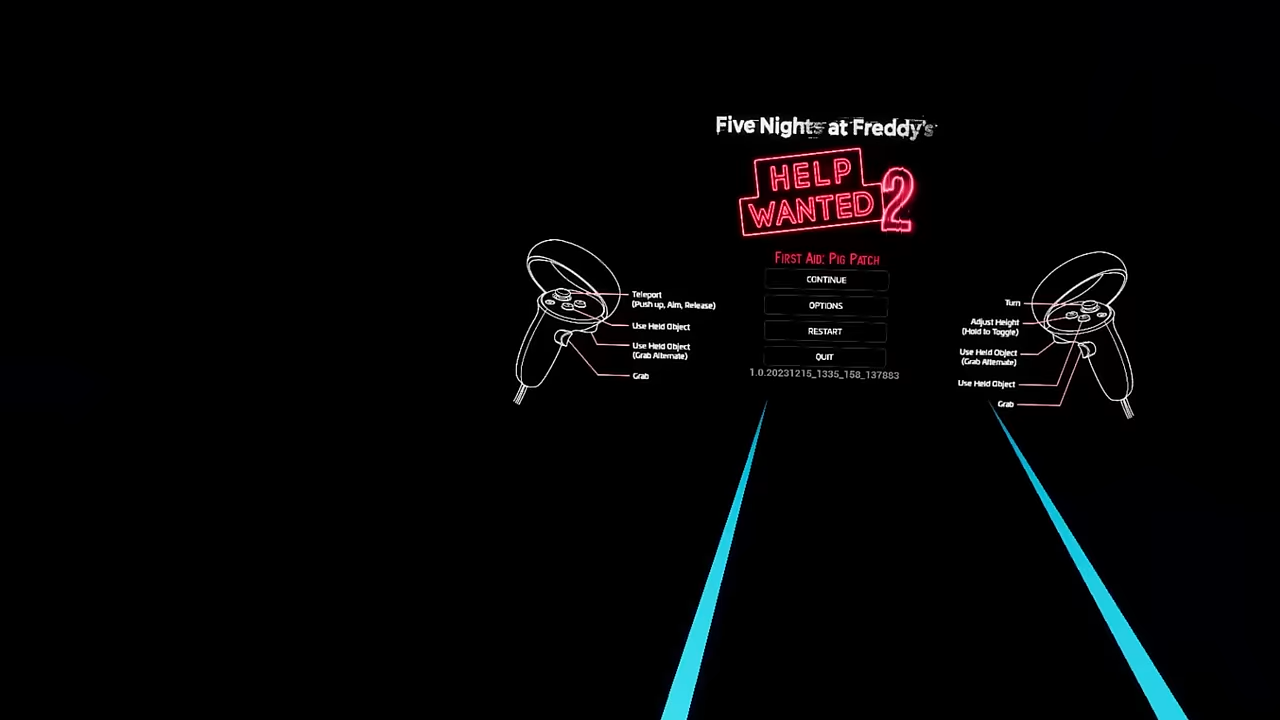 Five Nights at Freddy's
HELP
WANTED 2
First Aid: Pig Patch
CONTINUE
OPTIONS
RESTART
QUIT
1.0.20231215_1335_158_137883
Teleport
(Push up, Aim, Release)
Use Held Object
Use Held Object
(Grab Alternate)
Grab
Turn
Adjust Height
(Hold to Toggle)
Use Held Object
(Grab Alternate)
Use Held Object
Grab